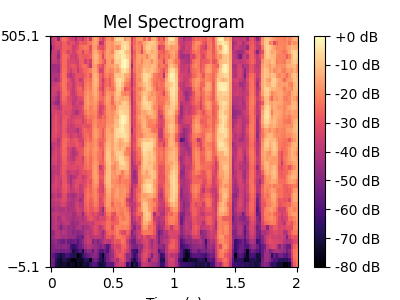 Mel Spectrogram
505.1
-5.1
0
0.5
1
1.5
2
+0 dB
-10 dB
-20 dB
-30 dB
-40 dB
-50 dB
-60 dB
-70 dB
-80 dB